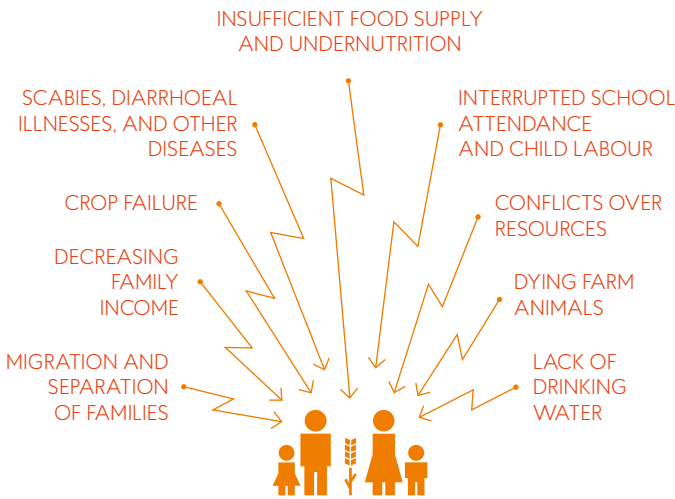 INSUFFICIENT FOOD SUPPLY
AND UNDERNUTRITION
SCABIES, DIARRHOEAL
ILLNESSES, AND OTHER
DISEASES
INTERRUPTED SCHOOL
ATTENDANCE
AND CHILD LABOUR
CROP FAILURE
CONFLICTS OVER
RESOURCES
DECREASING
FAMILY
INCOME
DYING FARM
ANIMALS
MIGRATION AND
SEPARATION
OF FAMILIES
LACK OF
DRINKING
WATER